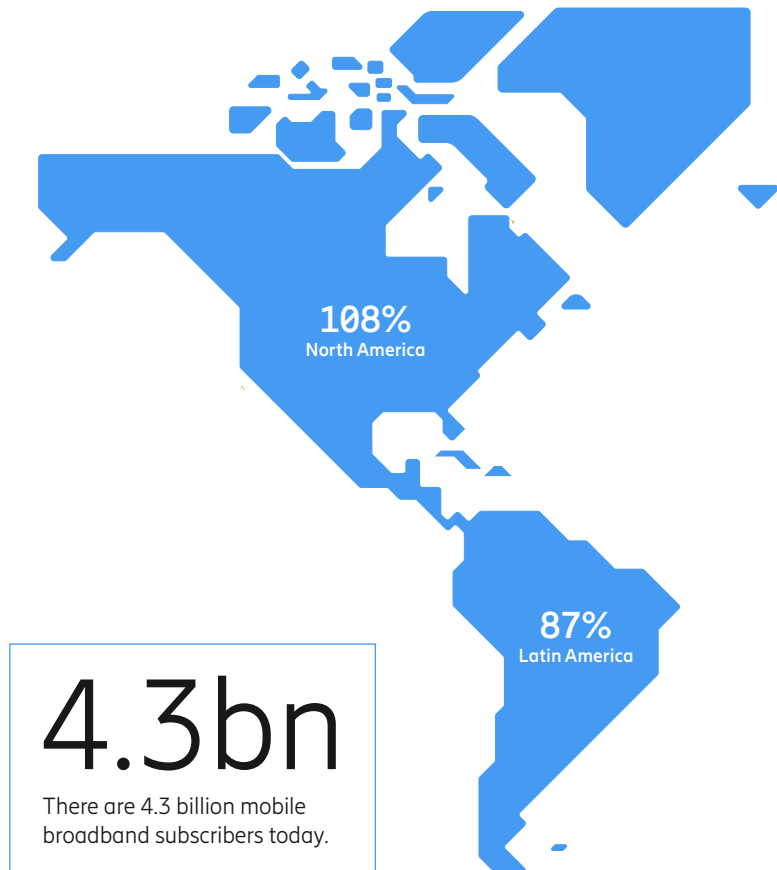 108%
North America
87%
Latin America
4.3bn
There are 4.3 billion mobile
broadband subscribers today.